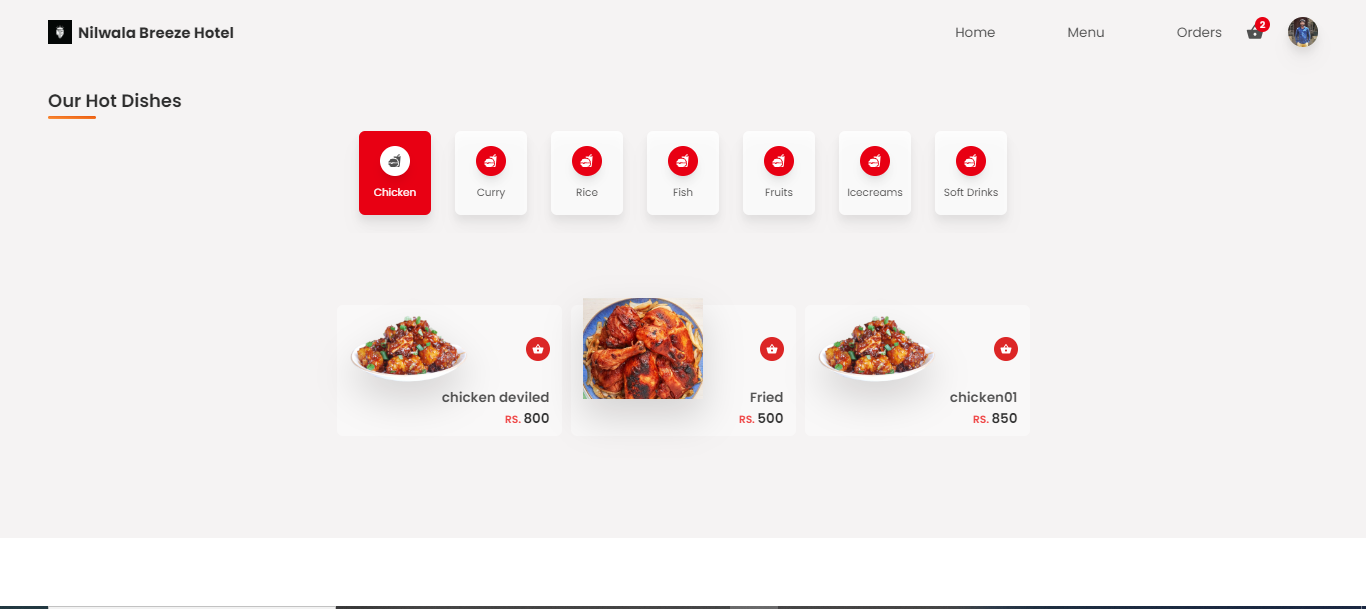 Nilwala Breeze Hotel
Home Menu Orders 2
Our Hot Dishes
Chicken Curry Rice Fish Fruits Icecreams Soft Drinks
chicken deviled
RS. 800
Fried
RS. 500
chicken01
RS. 850